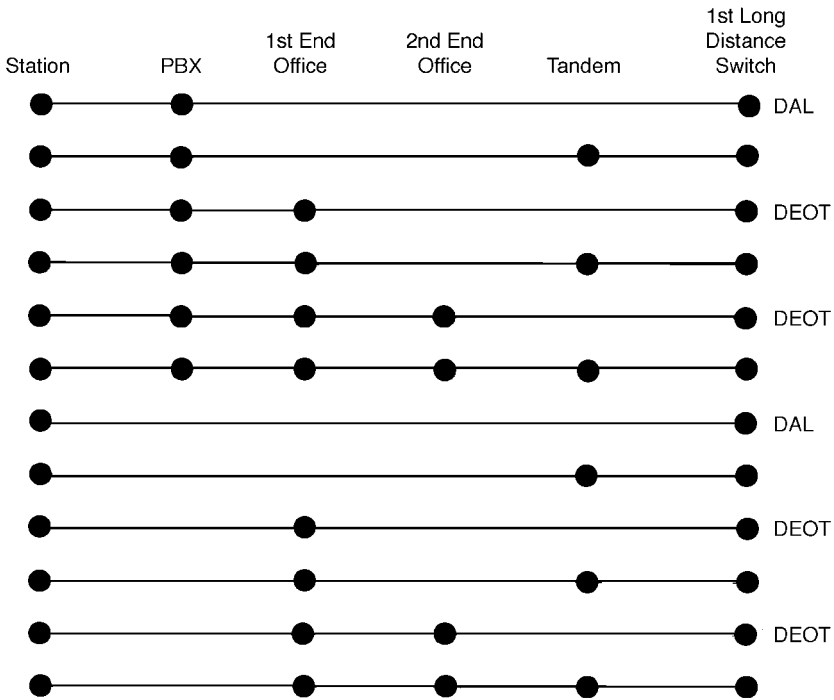 Station
PBX
1st End
Office
2nd End
Office
Tandem
1st Long
Distance
Switch
DAL
DEOT
DEOT
DAL
DEOT
DEOT